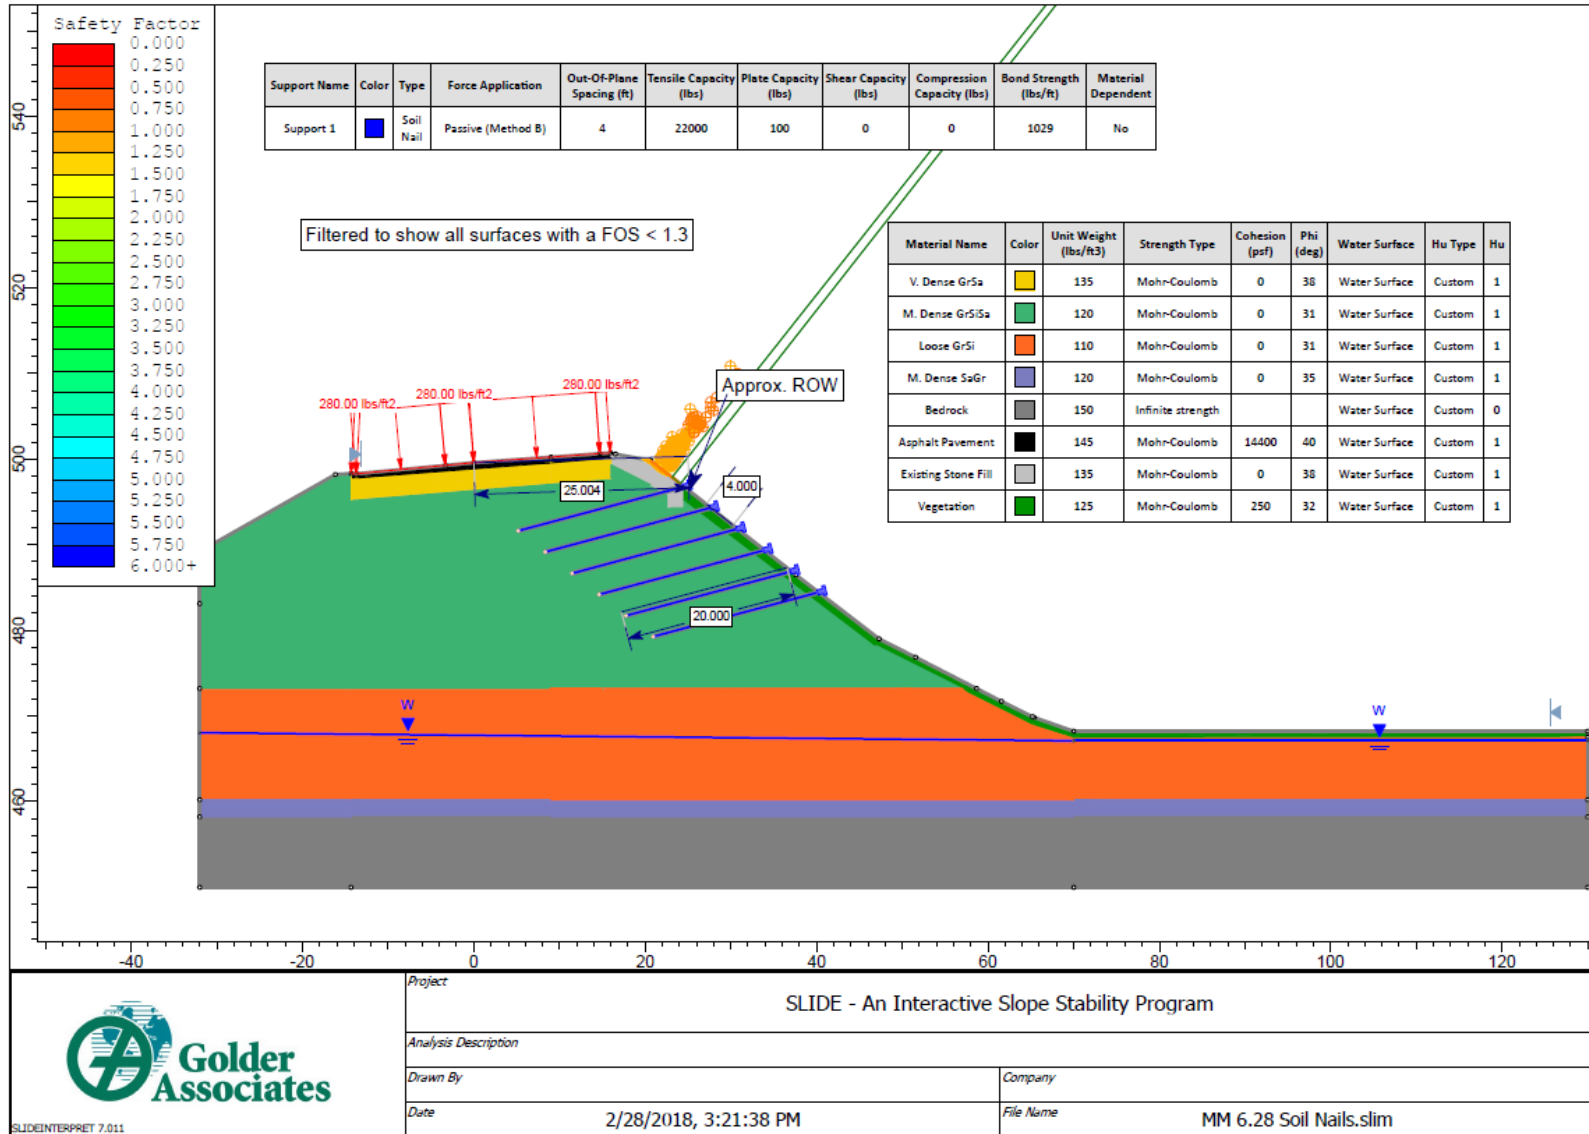 Safety Factor
0.000
0.250
0.500
0.750
1.000
1.250
1.500
1.750
2.000
2.250
2.500
2.750
3.000
3.250
3.500
3.750
4.000
4.250
4.500
4.750
5.000
5.250
5.500
5.750
6.000+
Support Name Color Type Force Application Out-Of-Plane Spacing (ft) Tensile Capacity (lbs) Plate Capacity (lbs) Shear Capacity (lbs) Compression Capacity (lbs) Bond Strength (lbs/ft) Material Dependent
Support 1 Soil Nail Passive (Method B) 4 22000 100 0 0 1029 No
Filtered to show all surfaces with a FOS < 1.3
Material Name Color Unit Weight (lbs/ft3) Strength Type Cohesion (psf) Phi (deg) Water Surface Hu Type Hu
V. Dense GrSa 135 Mohr-Coulomb 0 38 Water Surface Custom 1
M. Dense GrSiSa 120 Mohr-Coulomb 0 31 Water Surface Custom 1
Loose GrSi 110 Mohr-Coulomb 0 31 Water Surface Custom 1
M. Dense SaGr 120 Mohr-Coulomb 0 35 Water Surface Custom 1
Bedrock 150 Infinite strength Water Surface Custom 0
Asphalt Pavement 145 Mohr-Coulomb 14400 40 Water Surface Custom 1
Existing Stone Fill 135 Mohr-Coulomb 0 38 Water Surface Custom 1
Vegetation 125 Mohr-Coulomb 250 32 Water Surface Custom 1
280.00 lbs/ft2
280.00 lbs/ft2
280.00 lbs/ft2
Approx. ROW
25.004
4.000
20.000
W
W
540
520
500
480
460
-40 -20 0 20 40 60 80 100 120
Golder
Associates
SLIDEINTERPRET 7.011
Project
SLIDE - An Interactive Slope Stability Program
Analysis Description
Drawn By
Company
Date
2/28/2018, 3:21:38 PM
File Name
MM 6.28 Soil Nails.slim